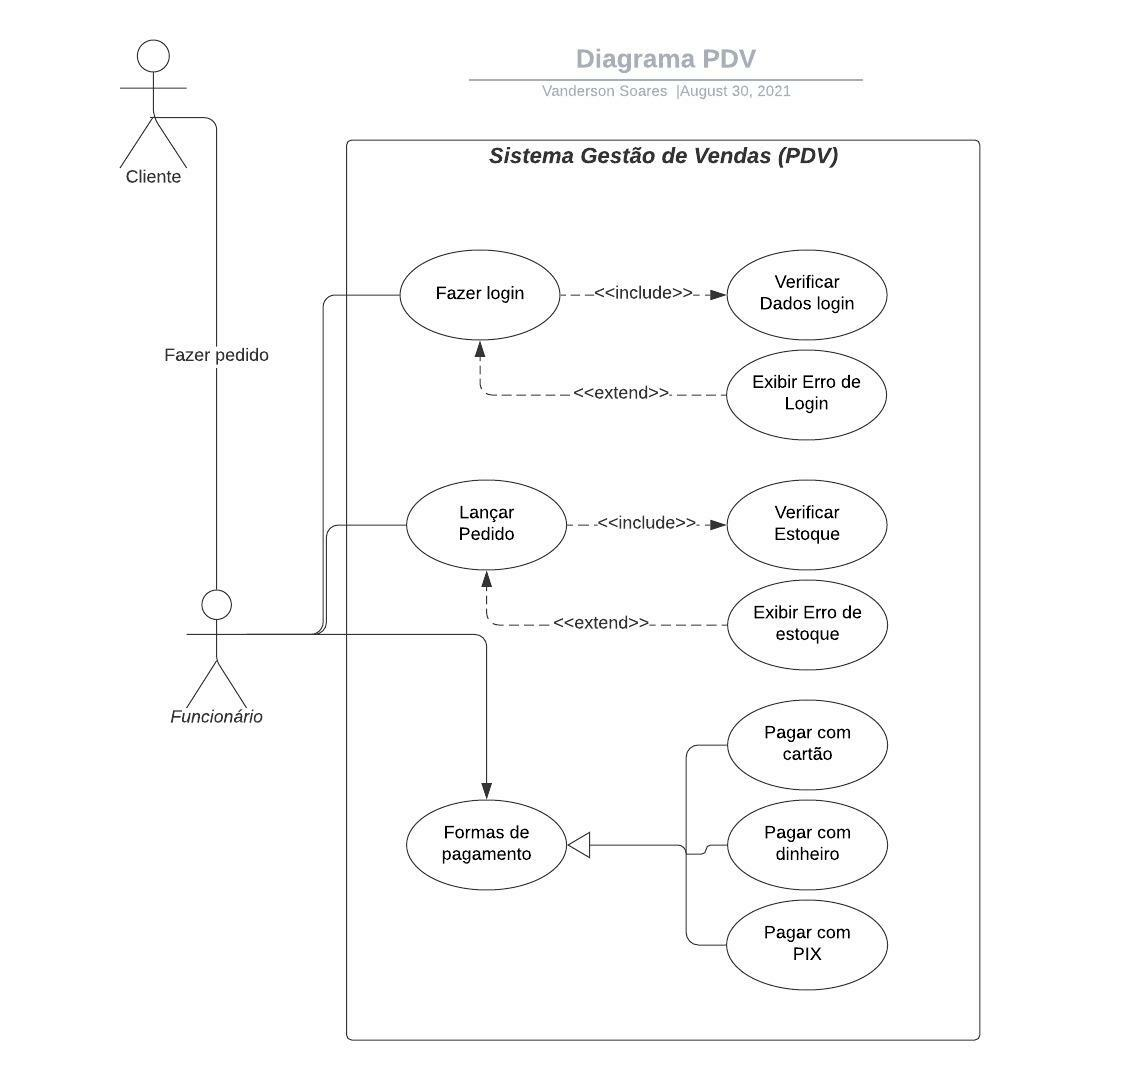 Diagrama PDV
Vanderson Soares |August 30, 2021
Cliente
Sistema Gestão de Vendas (PDV)
Fazer login
<<include>>
Verificar
Dados login
Fazer pedido
<<extend>>
Exibir Erro de
Login
Lançar
Pedido
<<include>>
Verificar
Estoque
<<extend>>
Exibir Erro de
estoque
Funcionário
Formas de
pagamento
Pagar com
cartão
Pagar com
dinheiro
Pagar com
PIX